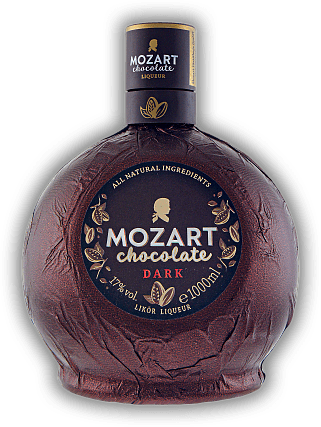 MOZART
chocolate
LIQUEUR
ALL NATURAL INGREDIENTS
MOZART
chocolate
DARK
17% vol.
e 1000ml
LIKÖR LIQUEUR